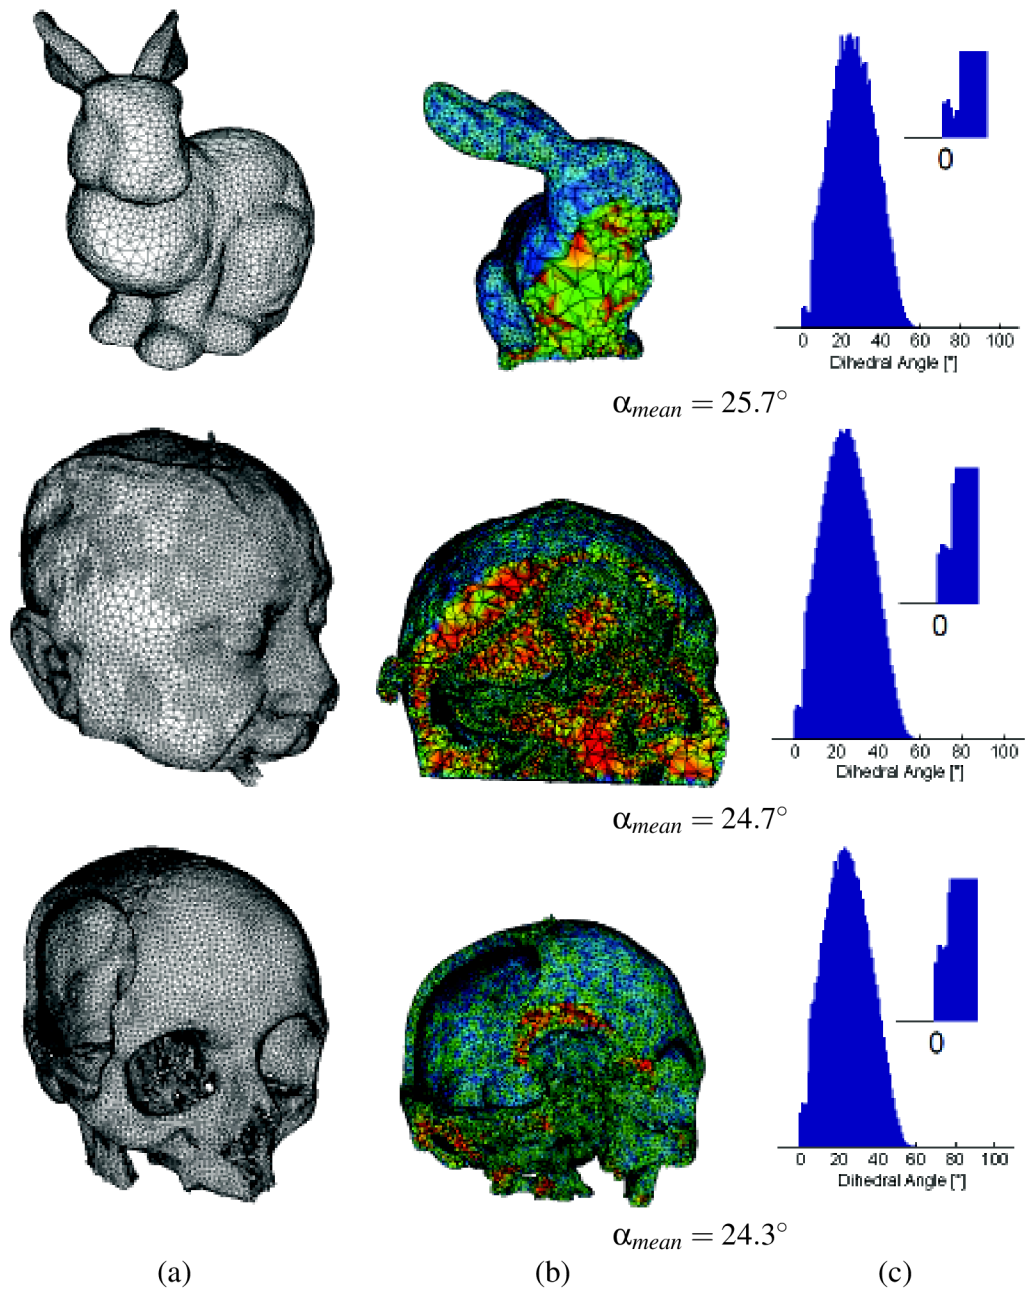 0
0 20 40 60 80 100
Dihedral Angle [°]
α_mean = 25.7°
0
0 20 40 60 80 100
Dihedral Angle [°]
α_mean = 24.7°
0
0 20 40 60 80 100
Dihedral Angle [°]
α_mean = 24.3°
(a) (b) (c)